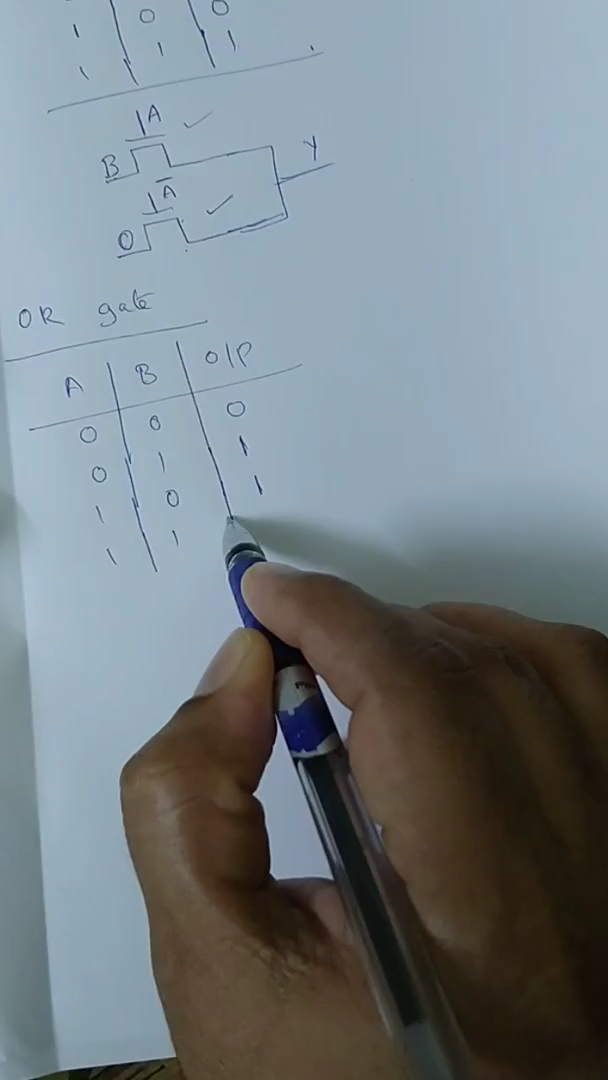 0
1 0 0
1 1 1
A
B
Y
Ā
0
OR gate
A B O/P
0 0 0
0 1 1
1 0 1
1 1